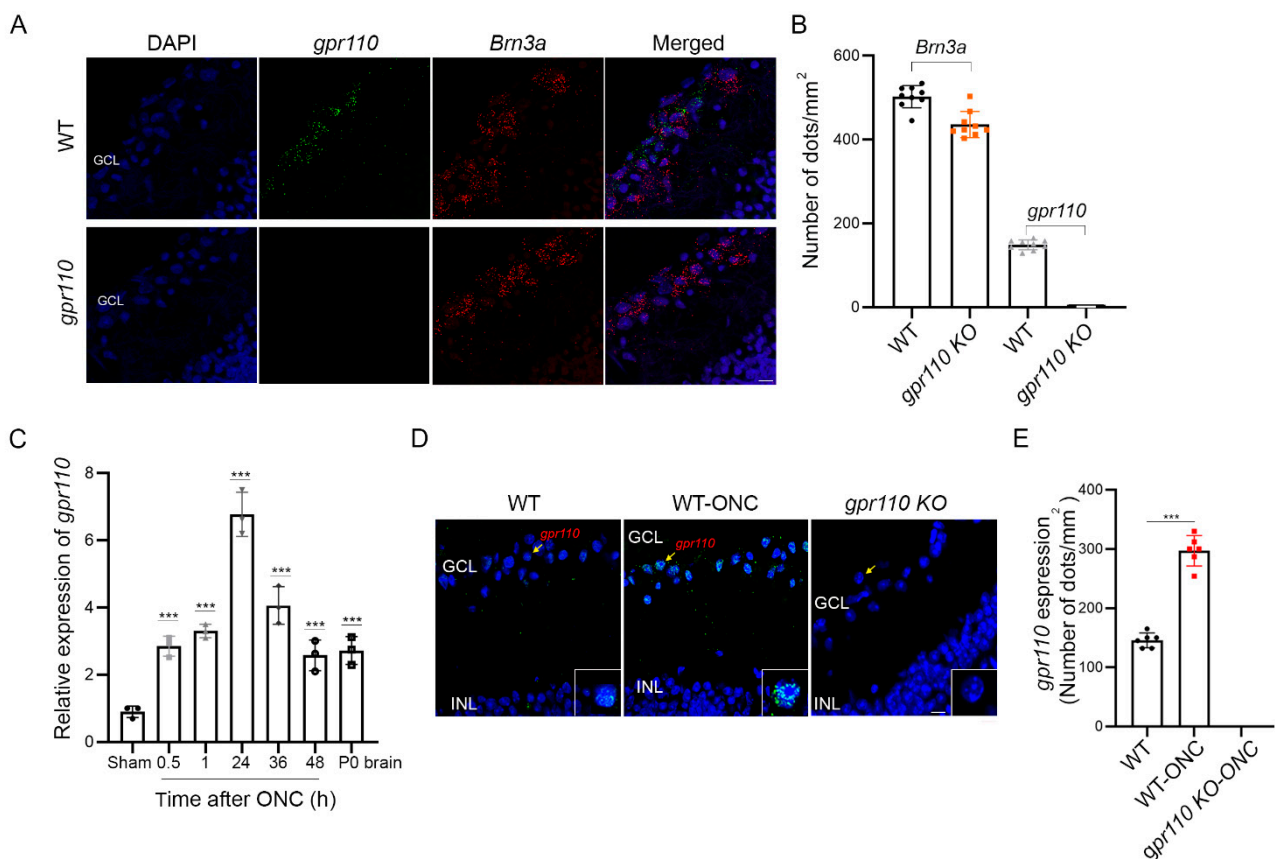 A
DAPI
gpr110
Brn3a
Merged
WT
GCL
gpr110
GCL
B
Number of dots/mm²
600
400
200
0
Brn3a
gpr110
WT
gpr110 KO
WT
gpr110 KO
C
Relative expression of gpr110
8
6
4
2
0
***
***
***
***
***
***
Sham
0.5
1
24
36
48
P0 brain
Time after ONC (h)
D
WT
WT-ONC
gpr110 KO
gpr110
GCL
INL
GCL
gpr110
INL
GCL
INL
E
gpr110 espression
(Number of dots/mm²)
400
300
200
100
0
***
WT
WT-ONC
gpr110 KO-ONC